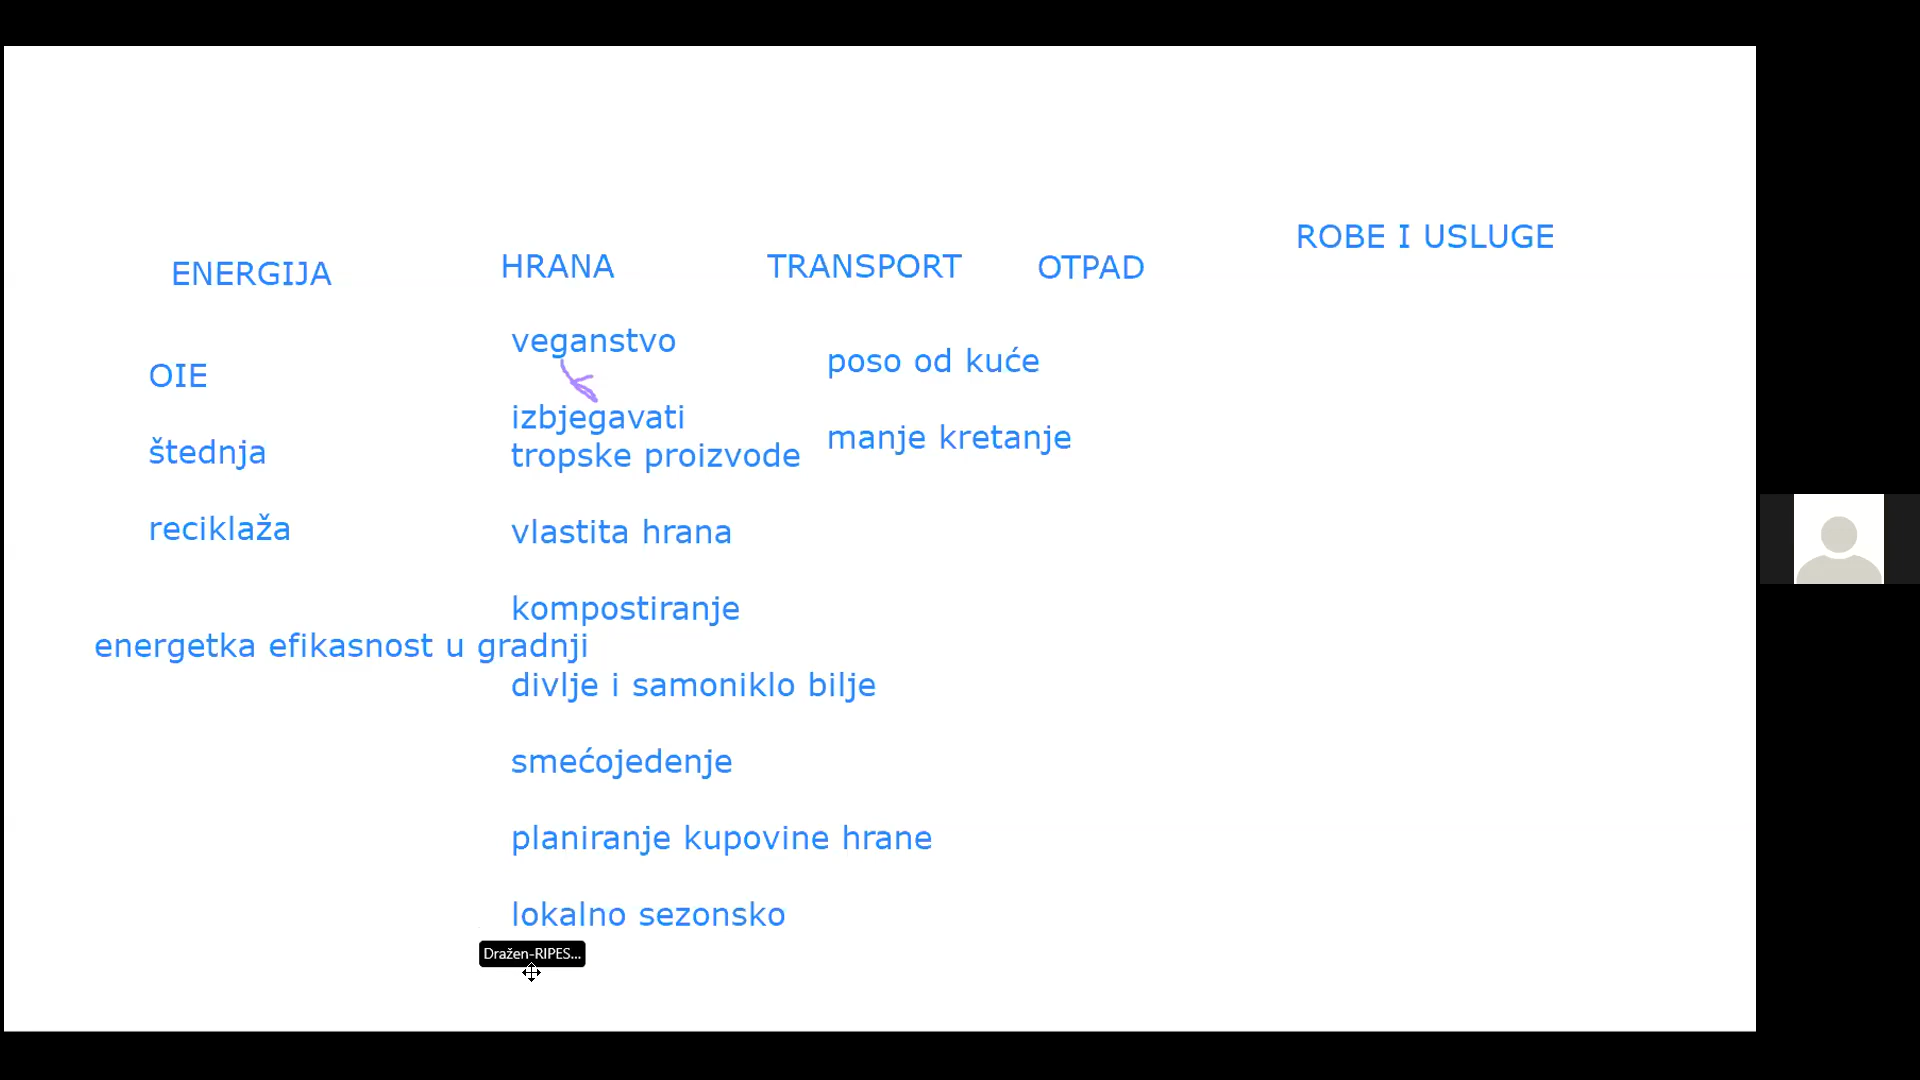 ENERGIJA
OIE
štednja
reciklaža
energetka efikasnost u gradnji
HRANA
veganstvo
izbjegavati
tropske proizvode
vlastita hrana
kompostiranje
divlje i samoniklo bilje
smećojedenje
planiranje kupovine hrane
lokalno sezonsko
Dražen-RIPES...
TRANSPORT
poso od kuće
manje kretanje
OTPAD
ROBE I USLUGE